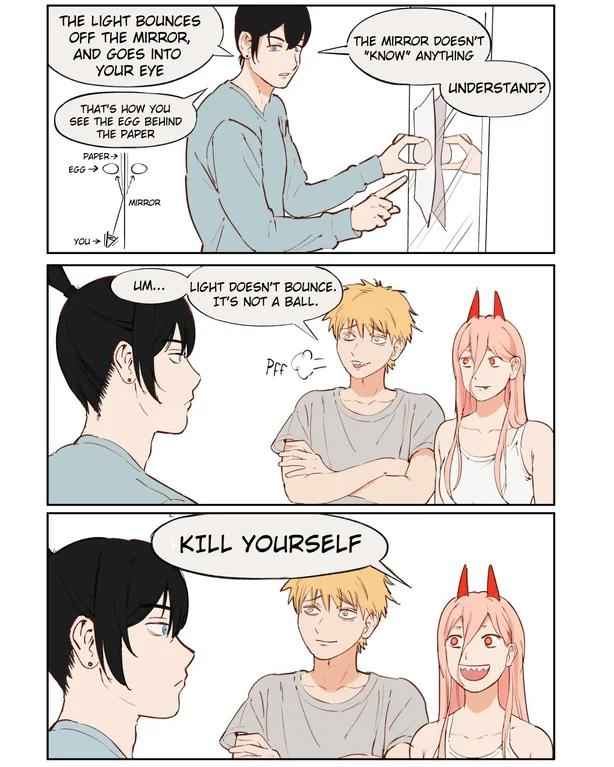 THE LIGHT BOUNCES
OFF THE MIRROR,
AND GOES INTO
YOUR EYE
THE MIRROR DOESN'T
"KNOW" ANYTHING
UNDERSTAND?
THAT'S HOW YOU
SEE THE EGG BEHIND
THE PAPER
PAPER→
EGG→
MIRROR
YOU→
UM...
LIGHT DOESN'T BOUNCE.
IT'S NOT A BALL.
Pff
KILL YOURSELF